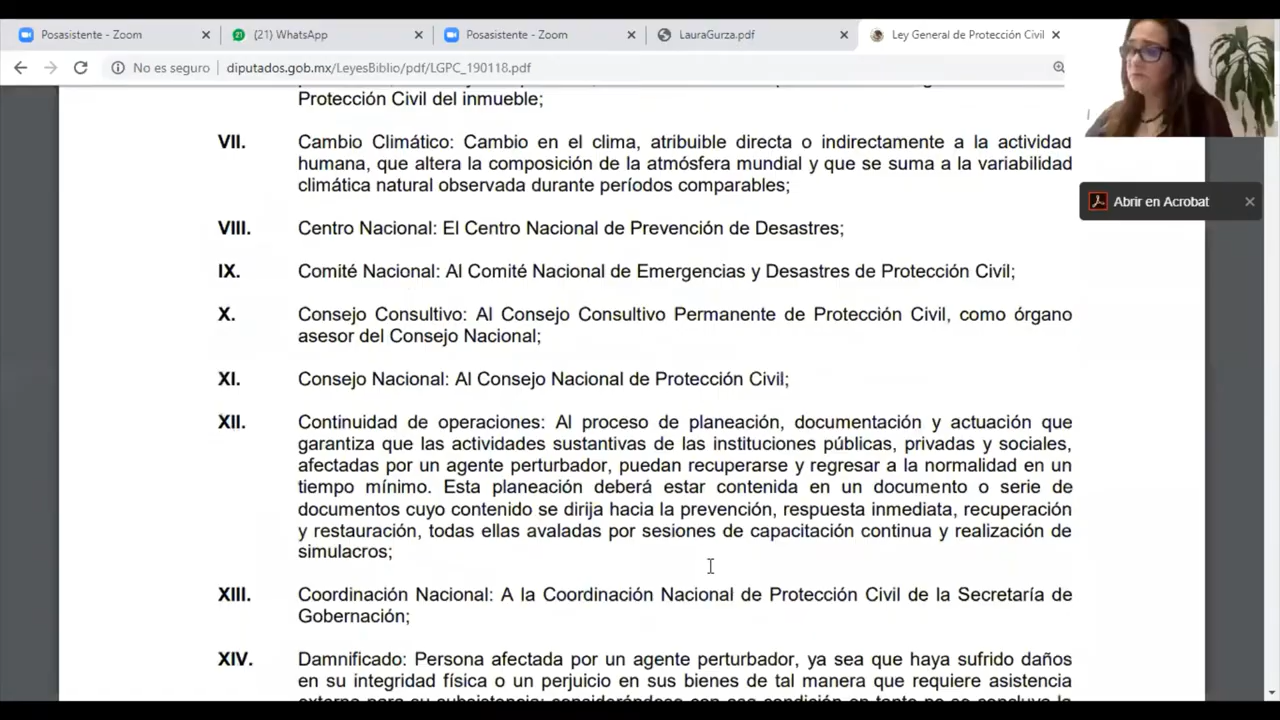 Posasistente - Zoom
(21) WhatsApp
Posasistente - Zoom
LauraGurza.pdf
Ley General de Protección Civil
No es seguro
diputados.gob.mx/LeyesBiblio/pdf/LGPC_190118.pdf
Abrir en Acrobat
Protección Civil del inmueble;
VII. Cambio Climático: Cambio en el clima, atribuible directa o indirectamente a la actividad
humana, que altera la composición de la atmósfera mundial y que se suma a la variabilidad
climática natural observada durante períodos comparables;
VIII. Centro Nacional: El Centro Nacional de Prevención de Desastres;
IX. Comité Nacional: Al Comité Nacional de Emergencias y Desastres de Protección Civil;
X. Consejo Consultivo: Al Consejo Consultivo Permanente de Protección Civil, como órgano
asesor del Consejo Nacional;
XI. Consejo Nacional: Al Consejo Nacional de Protección Civil;
XII. Continuidad de operaciones: Al proceso de planeación, documentación y actuación que
garantiza que las actividades sustantivas de las instituciones públicas, privadas y sociales,
afectadas por un agente perturbador, puedan recuperarse y regresar a la normalidad en un
tiempo mínimo. Esta planeación deberá estar contenida en un documento o serie de
documentos cuyo contenido se dirija hacia la prevención, respuesta inmediata, recuperación
y restauración, todas ellas avaladas por sesiones de capacitación continua y realización de
simulacros;
XIII. Coordinación Nacional: A la Coordinación Nacional de Protección Civil de la Secretaría de
Gobernación;
XIV. Damnificado: Persona afectada por un agente perturbador, ya sea que haya sufrido daños
en su integridad física o un perjuicio en sus bienes de tal manera que requiere asistencia